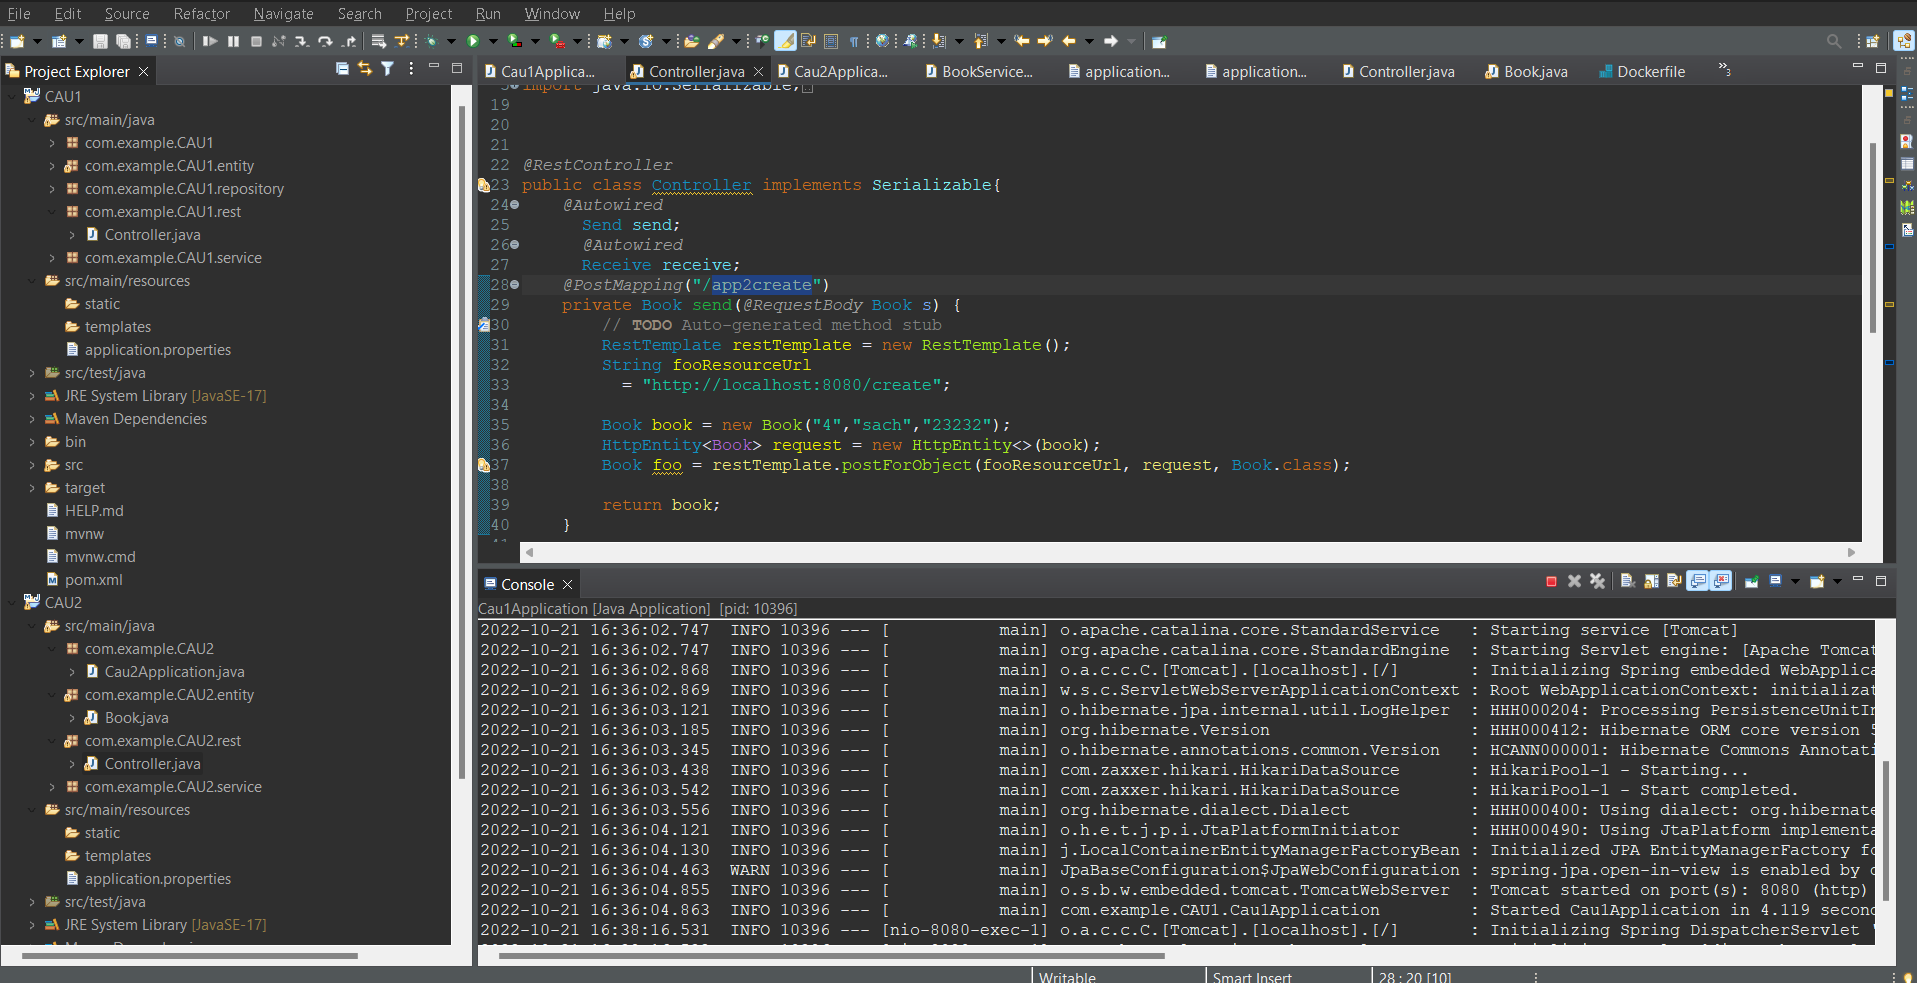 File Edit Source Refactor Navigate Search Project Run Window Help
Project Explorer
CAU1
src/main/java
com.example.CAU1
com.example.CAU1.entity
com.example.CAU1.repository
com.example.CAU1.rest
Controller.java
com.example.CAU1.service
src/main/resources
static
templates
application.properties
src/test/java
JRE System Library [JavaSE-17]
Maven Dependencies
bin
src
target
HELP.md
mvnw
mvnw.cmd
pom.xml
CAU2
src/main/java
com.example.CAU2
Cau2Application.java
com.example.CAU2.entity
Book.java
com.example.CAU2.rest
Controller.java
com.example.CAU2.service
src/main/resources
static
templates
application.properties
src/test/java
JRE System Library [JavaSE-17]
Cau1Applica... Controller.java Cau2Applica... BookService... application... application... Controller.java Book.java Dockerfile »3
import java.io.Serializable;
19
20
21
22 @RestController
23 public class Controller implements Serializable{
24 @Autowired
25 Send send;
26 @Autowired
27 Receive receive;
28 @PostMapping("/app2create")
29 private Book send(@RequestBody Book s) {
30 // TODO Auto-generated method stub
31 RestTemplate restTemplate = new RestTemplate();
32 String fooResourceUrl
33 = "http://localhost:8080/create";
34
35 Book book = new Book("4","sach","23232");
36 HttpEntity<Book> request = new HttpEntity<>(book);
37 Book foo = restTemplate.postForObject(fooResourceUrl, request, Book.class);
38
39 return book;
40 }
Console
Cau1Application [Java Application] [pid: 10396]
2022-10-21 16:36:02.747 INFO 10396 --- [ main] o.apache.catalina.core.StandardService : Starting service [Tomcat]
2022-10-21 16:36:02.747 INFO 10396 --- [ main] org.apache.catalina.core.StandardEngine : Starting Servlet engine: [Apache Tomcat
2022-10-21 16:36:02.868 INFO 10396 --- [ main] o.a.c.c.C.[Tomcat].[localhost].[/] : Initializing Spring embedded WebApplica
2022-10-21 16:36:02.869 INFO 10396 --- [ main] w.s.c.ServletWebServerApplicationContext : Root WebApplicationContext: initializat
2022-10-21 16:36:03.121 INFO 10396 --- [ main] o.hibernate.jpa.internal.util.LogHelper : HHH000204: Processing PersistenceUnitIn
2022-10-21 16:36:03.185 INFO 10396 --- [ main] org.hibernate.Version : HHH000412: Hibernate ORM core version 5
2022-10-21 16:36:03.345 INFO 10396 --- [ main] o.hibernate.annotations.common.Version : HCANN000001: Hibernate Commons Annotati
2022-10-21 16:36:03.438 INFO 10396 --- [ main] com.zaxxer.hikari.HikariDataSource : HikariPool-1 - Starting...
2022-10-21 16:36:03.542 INFO 10396 --- [ main] com.zaxxer.hikari.HikariDataSource : HikariPool-1 - Start completed.
2022-10-21 16:36:03.556 INFO 10396 --- [ main] org.hibernate.dialect.Dialect : HHH000400: Using dialect: org.hibernate
2022-10-21 16:36:04.121 INFO 10396 --- [ main] o.h.e.t.j.p.i.JtaPlatformInitiator : HHH000490: Using JtaPlatform implementa
2022-10-21 16:36:04.130 INFO 10396 --- [ main] j.LocalContainerEntityManagerFactoryBean : Initialized JPA EntityManagerFactory fo
2022-10-21 16:36:04.463 WARN 10396 --- [ main] JpaBaseConfiguration$JpaWebConfiguration : spring.jpa.open-in-view is enabled by d
2022-10-21 16:36:04.855 INFO 10396 --- [ main] o.s.b.w.embedded.tomcat.TomcatWebServer : Tomcat started on port(s): 8080 (http)
2022-10-21 16:36:04.863 INFO 10396 --- [ main] com.example.CAU1.Cau1Application : Started Cau1Application in 4.119 secon
2022-10-21 16:38:16.531 INFO 10396 --- [nio-8080-exec-1] o.a.c.c.C.[Tomcat].[localhost].[/] : Initializing Spring DispatcherServlet '
Writable Smart Insert 28 : 20 [10]